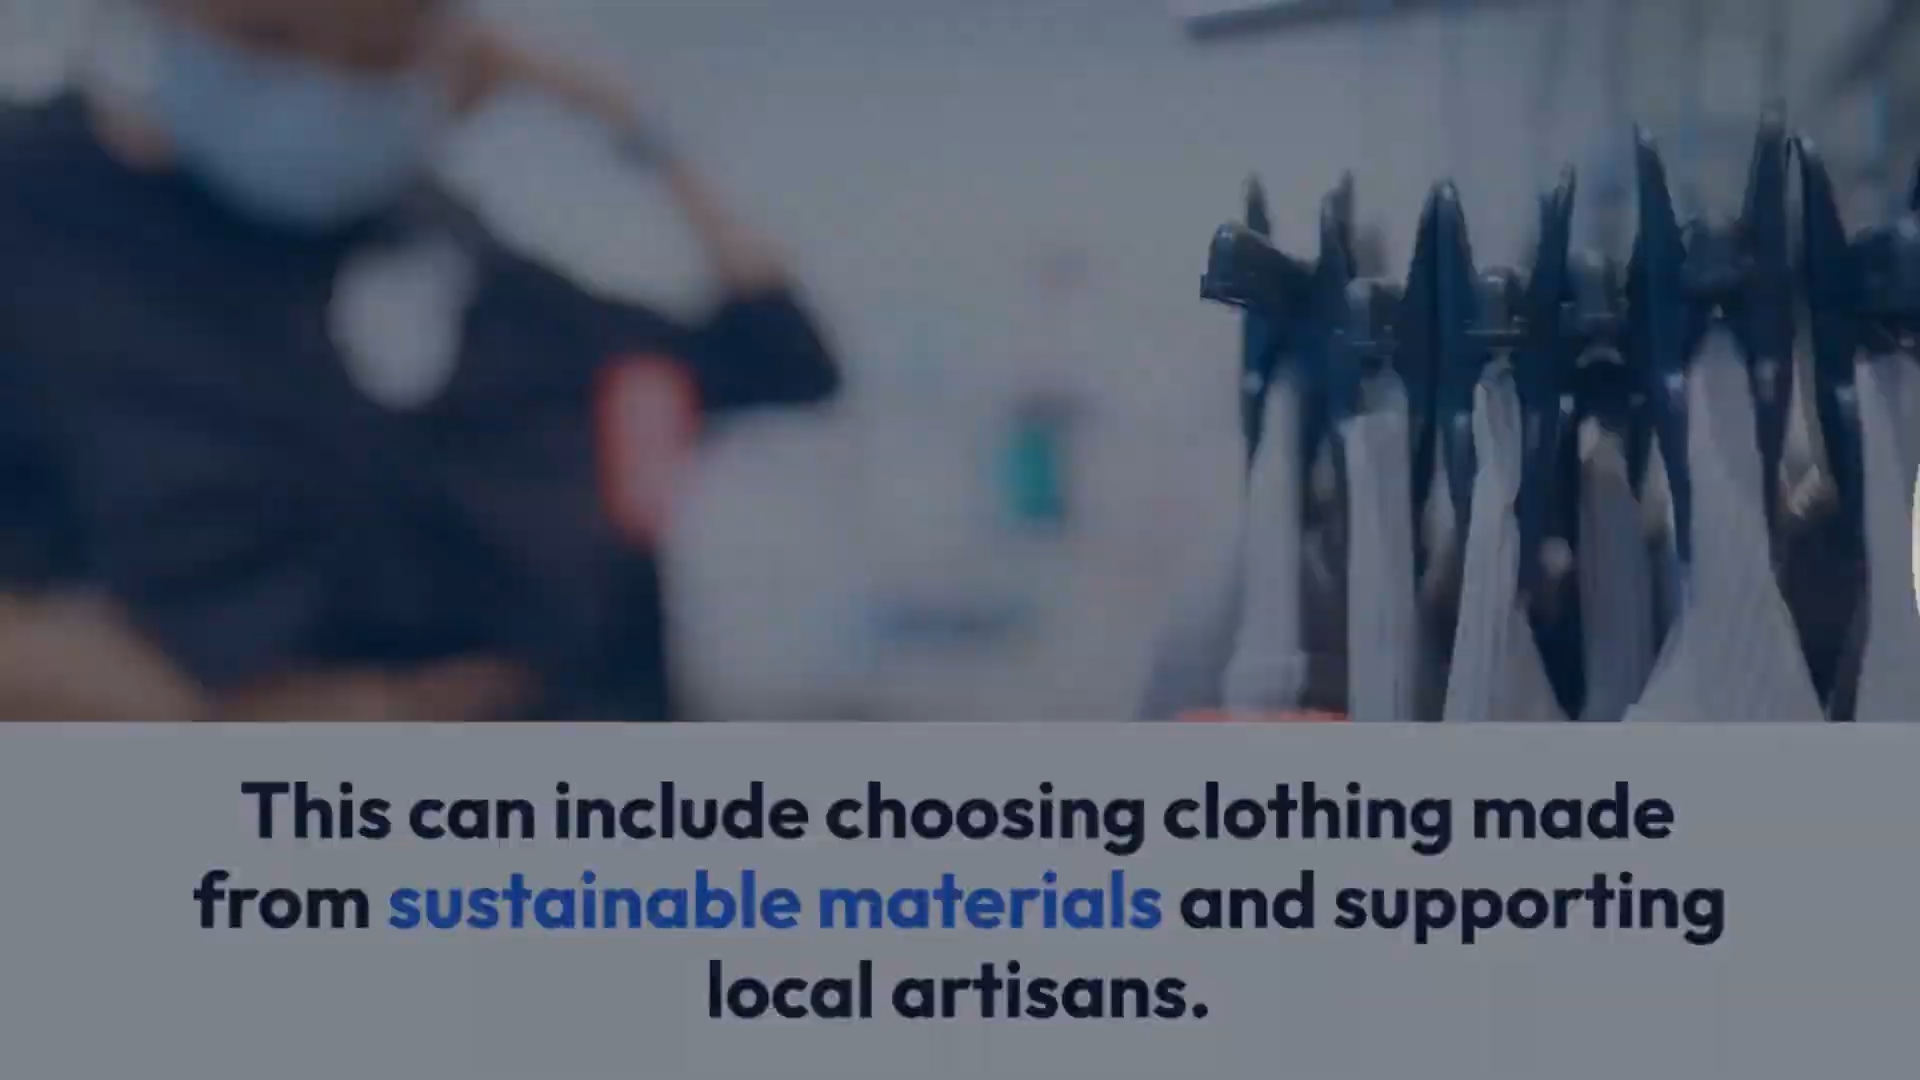 This can include choosing clothing made
from sustainable materials and supporting
local artisans.